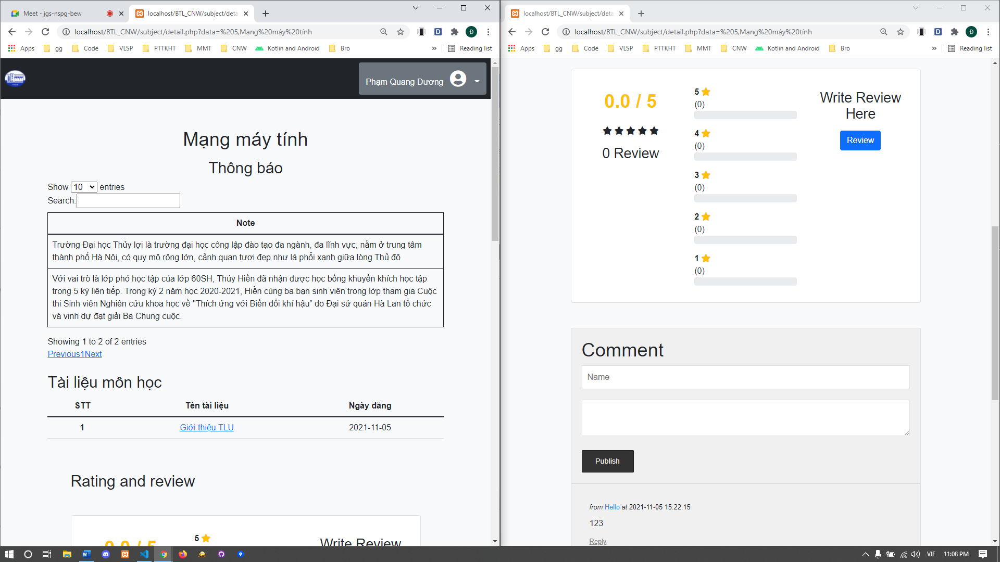 Meet - jgs-nspg-bew
localhost/BTL_CNW/subject/deta
localhost/BTL_CNW/subject/detail.php?data=%205,Mạng%20máy%20tính
Apps
gg
Code
VLSP
PTTKHT
MMT
CNW
Kotlin and Android
Bro
»
Reading list
Phạm Quang Dương
Mạng máy tính
Thông báo
Show 10 entries
Search:
Note
Trường Đại học Thủy lợi là trường đại học công lập đào tạo đa ngành, đa lĩnh vực, nằm ở trung tâm
thành phố Hà Nội, có quy mô rộng lớn, cảnh quan tươi đẹp như lá phổi xanh giữa lòng Thủ đô
Với vai trò là lớp phó học tập của lớp 60SH, Thúy Hiền đã nhận được học bổng khuyến khích học tập
trong 5 kỳ liên tiếp. Trong kỳ 2 năm học 2020-2021, Hiền cùng ba bạn sinh viên trong lớp tham gia Cuộc
thi Sinh viên Nghiên cứu khoa học về "Thích ứng với Biến đổi khí hậu” do Đại sứ quán Hà Lan tổ chức
và vinh dự đạt giải Ba Chung cuộc.
Showing 1 to 2 of 2 entries
Previous1Next
Tài liệu môn học
STT Tên tài liệu Ngày đăng
1 Giới thiệu TLU 2021-11-05
Rating and review
0.0 / 5
5
Write Review
localhost/BTL_CNW/subject/deta
localhost/BTL_CNW/subject/detail.php?data=%205,Mạng%20máy%20tính
Apps
gg
Code
VLSP
PTTKHT
MMT
CNW
Kotlin and Android
Bro
»
Reading list
0.0 / 5
0 Review
5
(0)
4
(0)
3
(0)
2
(0)
1
(0)
Write Review
Here
Review
Comment
Name
Publish
from Hello at 2021-11-05 15:22:15
123
Reply
VIE
11:08 PM